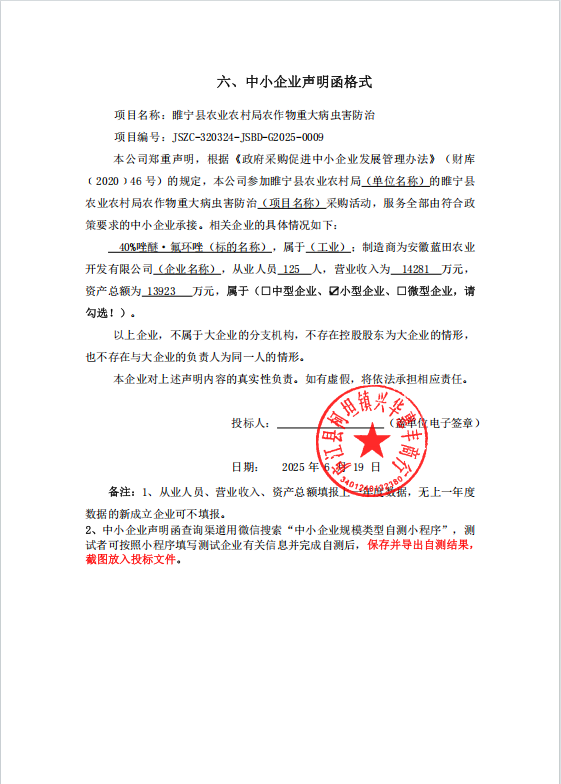 六、中小企业声明函格式
项目名称：睢宁县农业农村局农作物重大病虫害防治
项目编号：JSZC-320324-JSBD-G2025-0009
本公司郑重声明，根据《政府采购促进中小企业发展管理办法》（财库
﹝2020﹞46 号）的规定，本公司参加睢宁县农业农村局（单位名称）的睢宁县
农业农村局农作物重大病虫害防治（项目名称）采购活动，服务全部由符合政
策要求的中小企业承接。相关企业的具体情况如下：
40%唑醚·氟环唑（标的名称），属于（工业）；制造商为安徽蓝田农业
开发有限公司（企业名称），从业人员 125 人，营业收入为 14281 万元，
资产总额为 13923 万元，属于（☐中型企业、☑小型企业、☐微型企业，请
勾选！）。
以上企业，不属于大企业的分支机构，不存在控股股东为大企业的情形，
也不存在与大企业的负责人为同一人的情形。
本企业对上述声明内容的真实性负责。如有虚假，将依法承担相应责任。
投标人：（盖单位电子签章）
庐江县柯坦镇兴华惠丰商行
日期： 2025 年 6 月 19 日
备注：1、从业人员、营业收入、资产总额填报上一年度数据，无上一年度
数据的新成立企业可不填报。
2、中小企业声明函查询渠道用微信搜索“中小企业规模类型自测小程序”，测
试者可按照小程序填写测试企业有关信息并完成自测后，保存并导出自测结果，
截图放入投标文件。